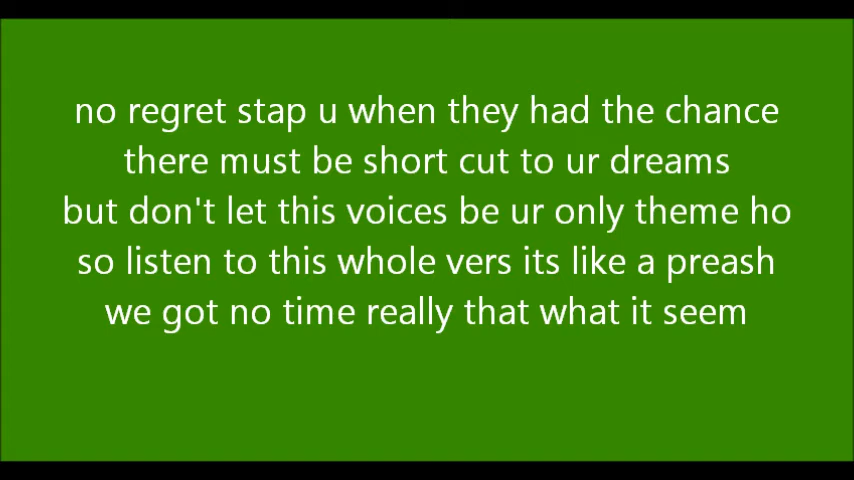 no regret stap u when they had the chance
there must be short cut to ur dreams
but don't let this voices be ur only theme ho
so listen to this whole vers its like a preash
we got no time really that what it seem